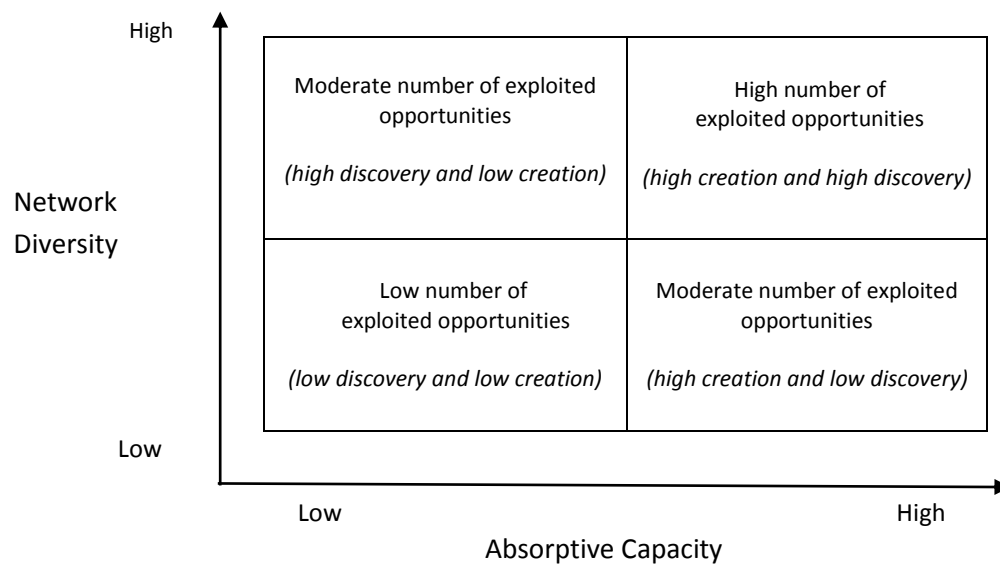 High
Moderate number of exploited
opportunities
(high discovery and low creation)
High number of
exploited opportunities
(high creation and high discovery)
Network
Diversity
Low number of
exploited opportunities
(low discovery and low creation)
Moderate number of exploited
opportunities
(high creation and low discovery)
Low
Low
High
Absorptive Capacity